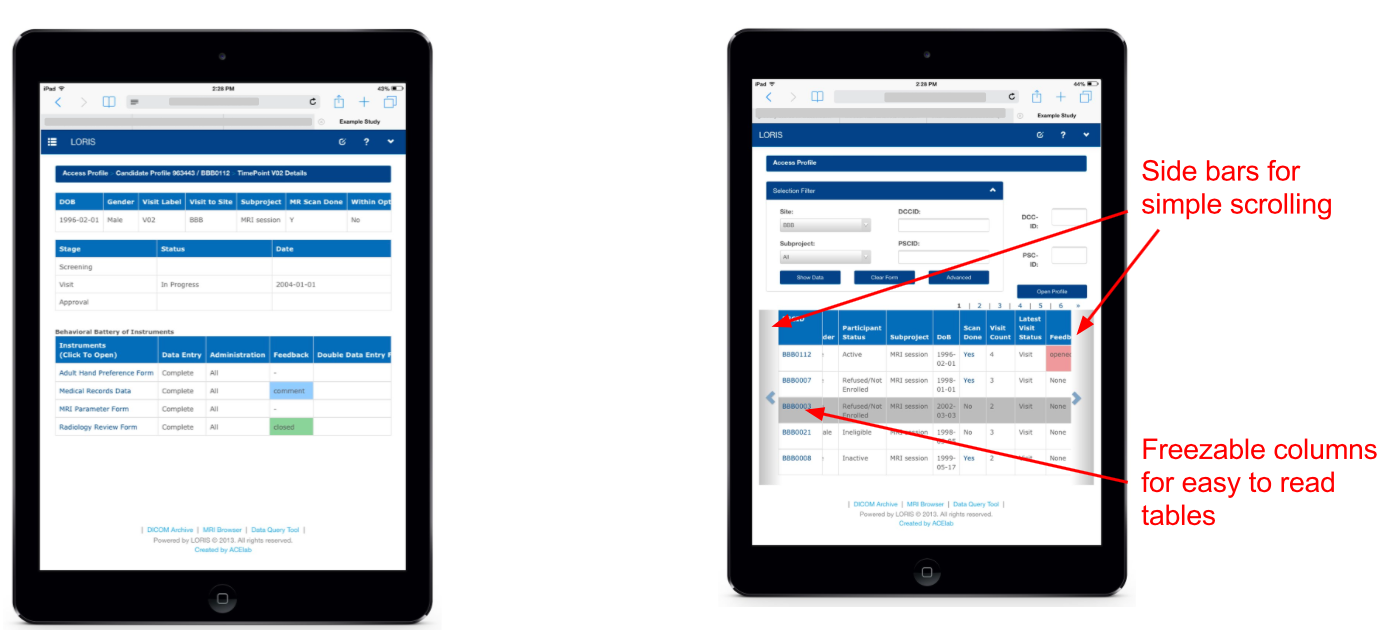 iPad 2:28 PM 43%
Example Study
LORIS ?
Access Profile Candidate Profile 963443 / BBB0112 TimePoint V02 Details
DOB Gender Visit Label Visit to Site Subproject MR Scan Done Within Opt
1996-02-01 Male V02 BBB MRI session Y No
Stage Status Date
Screening
Visit In Progress 2004-01-01
Approval
Behavioral Battery of Instruments
Instruments
(Click To Open) Data Entry Administration Feedback Double Data Entry
Adult Hand Preference Form Complete All -
Medical Records Data Complete All comment
MRI Parameter Form Complete All -
Radiology Review Form Complete All closed
| DICOM Archive | MRI Browser | Data Query Tool |
Powered by LORIS © 2013. All rights reserved.
Created by ACElab
iPad 2:28 PM 44%
Example Study
LORIS ?
Access Profile
Selection Filter
Site: DCCID: DCC-
BBB ID:
Subproject: PSCID: PSC-
All ID:
Show Data Clear Form Advanced
Open Profile
1 | 2 | 3 | 4 | 5 | 6 »
Latest
Participant Scan Visit Visit
der Status Subproject DoB Done Count Status Feedb
BBB0112 Active MRI session 1996- Yes 4 Visit opened
02-01
BBB0007 Refused/Not MRI session 1998- Yes 3 Visit None
Enrolled 01-01
BBB0003 Refused/Not MRI session 2002- No 2 Visit None
Enrolled 03-03
BBB0021 ale Ineligible MRI session 1998- No 3 Visit None
BBB0008 Inactive MRI session 1999- Yes 2 Visit None
05-17
| DICOM Archive | MRI Browser | Data Query Tool |
Powered by LORIS © 2013. All rights reserved.
Created by ACElab
Side bars for
simple scrolling
Freezable columns
for easy to read
tables